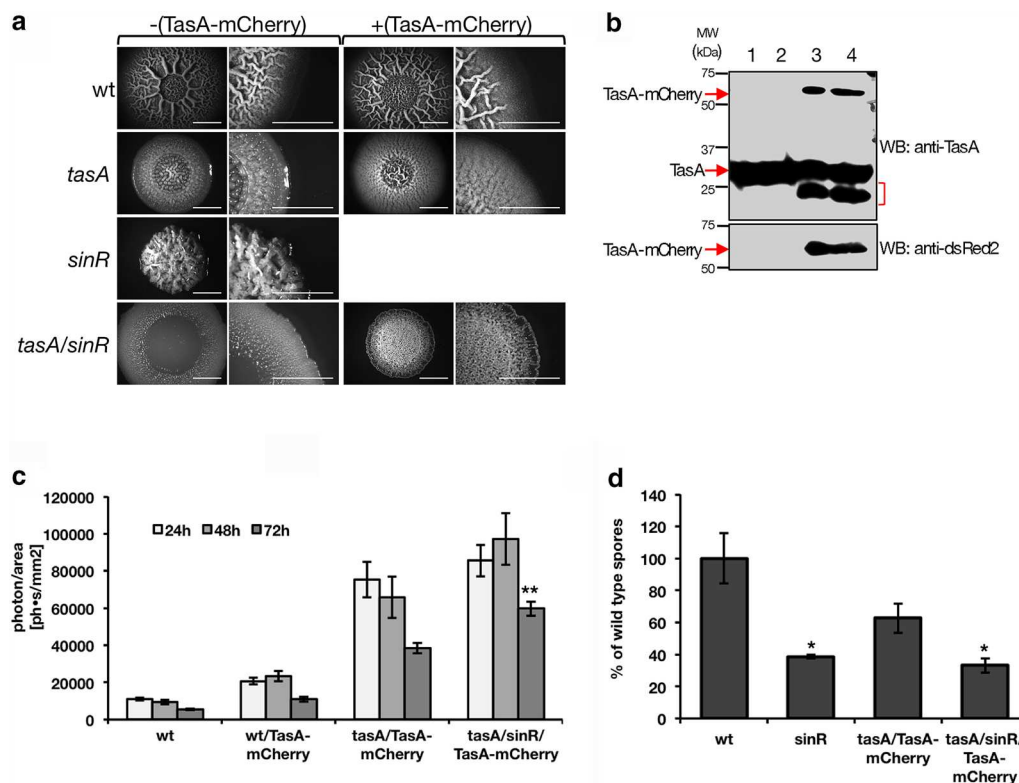 a
-(TasA-mCherry) +(TasA-mCherry)
wt
tasA
sinR
tasA/sinR
b
MW
(kDa)
1 2 3 4
75
TasA-mCherry
50
37
WB: anti-TasA
TasA
25
75
TasA-mCherry
WB: anti-dsRed2
50
c
photon/area
[ph•s/mm2]
120000
100000
80000
60000
40000
20000
0
24h 48h 72h
**
wt wt/TasA-mCherry tasA/TasA-mCherry tasA/sinR/TasA-mCherry
d
% of wild type spores
140
120
100
80
60
40
20
0
* *
wt sinR tasA/TasA-mCherry tasA/sinR/TasA-mCherry